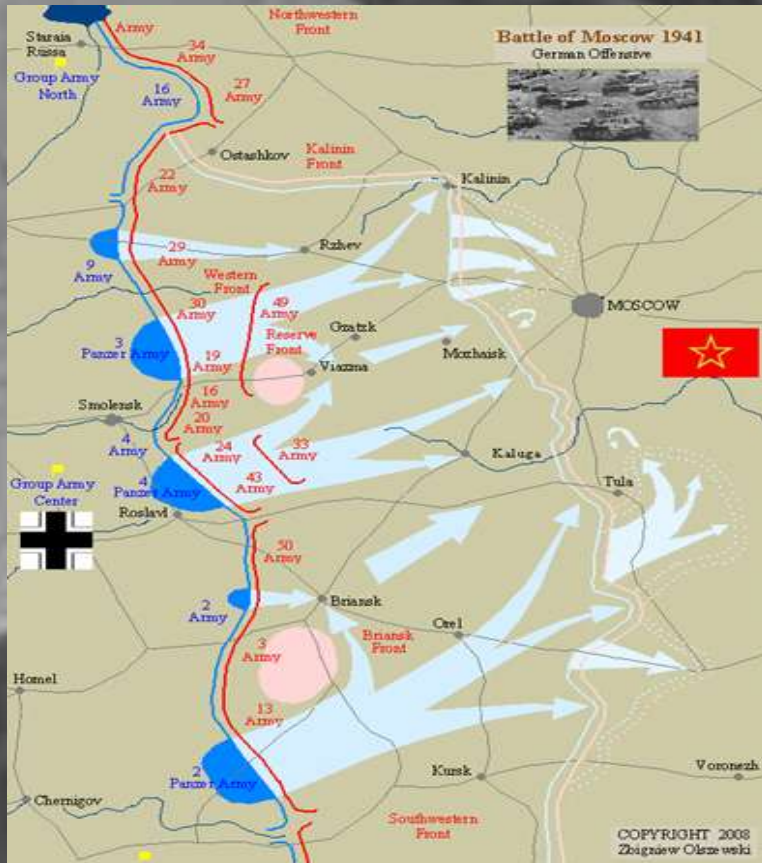 Northwestern
Front
Battle of Moscow 1941
German Offensive
Army
Staraia
Russa
34
Army
Group Army
North
16
Army
27
Army
Ostashkov
Kalinin
Front
22
Army
Kalinin
29
Army
Rzhev
9
Army
Western
Front
30
Army
49
Army
MOSCOW
3
Panzer Army
Gzatzk
Reserve
Front
Mozhaisk
19
Army
Viazma
16
Army
Smolensk
20
Army
4
Army
24
Army
33
Army
Kaluga
Group Army
Center
4
Panzer Army
43
Army
Tula
Roslavl
50
Army
2
Army
Briansk
Orel
Briansk
Front
3
Army
Homel
13
Army
2
Panzer Army
Kursk
Voronezh
Chernigov
Southwestern
Front
COPYRIGHT 2008
Zbigniew Olszewski